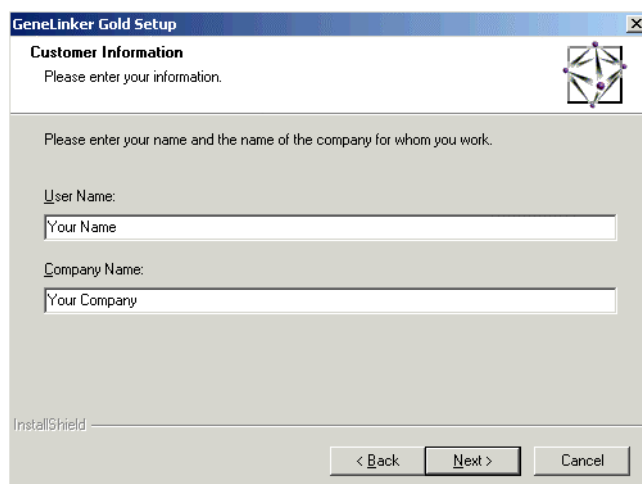 GeneLinker Gold Setup
Customer Information
Please enter your information.
Please enter your name and the name of the company for whom you work.
User Name:
Your Name
Company Name:
Your Company
InstallShield
< Back Next > Cancel